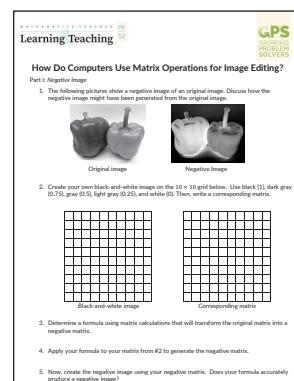 MATHEMATICS TEACHER PK
Learning Teaching 12
GPS
GROWING
PROBLEM
SOLVERS
How Do Computers Use Matrix Operations for Image Editing?
Part I: Negative Image
1. The following pictures show a negative image of an original image. Discuss how the
negative image might have been generated from the original image.
Original image Negative Image
2. Create your own black-and-white image on the 10 × 10 grid below. Use black (1), dark gray
(0.75), gray (0.5), light gray (0.25), and white (0). Then, write a corresponding matrix.
Black-and-white image Corresponding matrix
3. Determine a formula using matrix calculations that will transform the original matrix into a
negative matrix.
4. Apply your formula to your matrix from #2 to generate the negative matrix.
5. Now, create the negative image using your negative matrix. Does your formula accurately
produce a negative image?